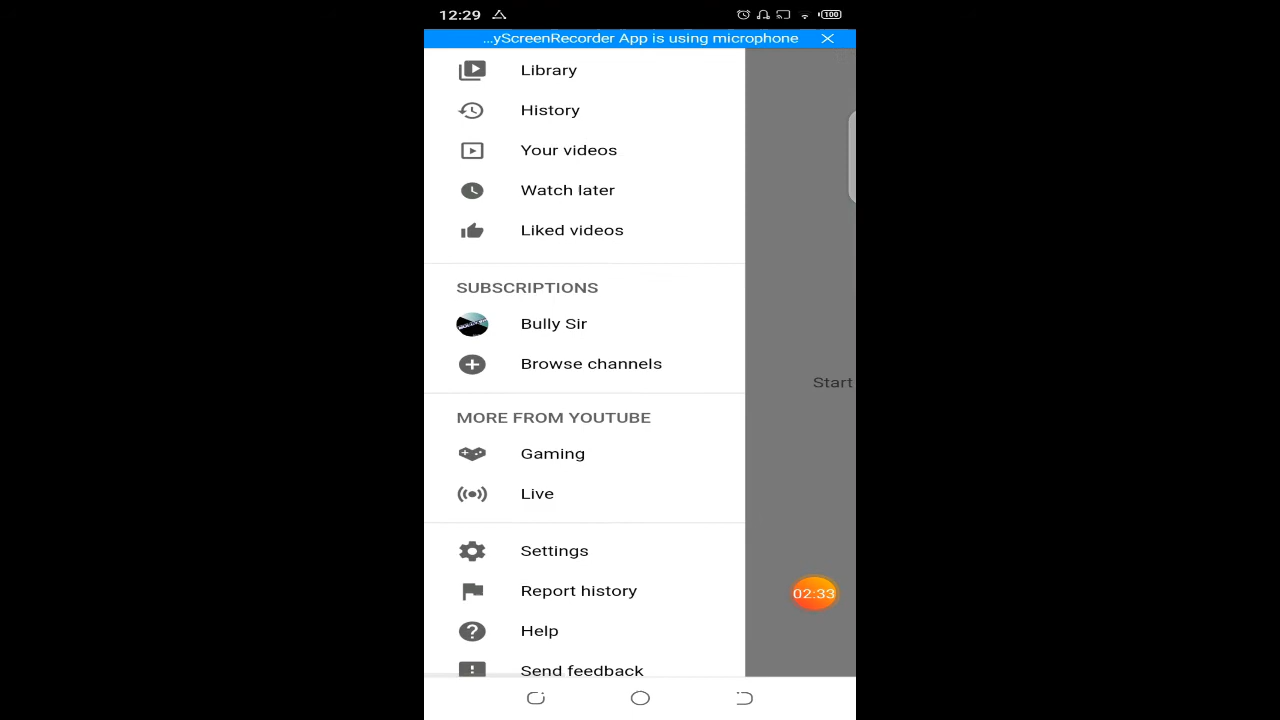 12:29
100
...yScreenRecorder App is using microphone
Library
History
Your videos
Watch later
Liked videos
SUBSCRIPTIONS
Bully Sir
Browse channels
Start
MORE FROM YOUTUBE
Gaming
Live
Settings
Report history
02:33
Help
Send feedback